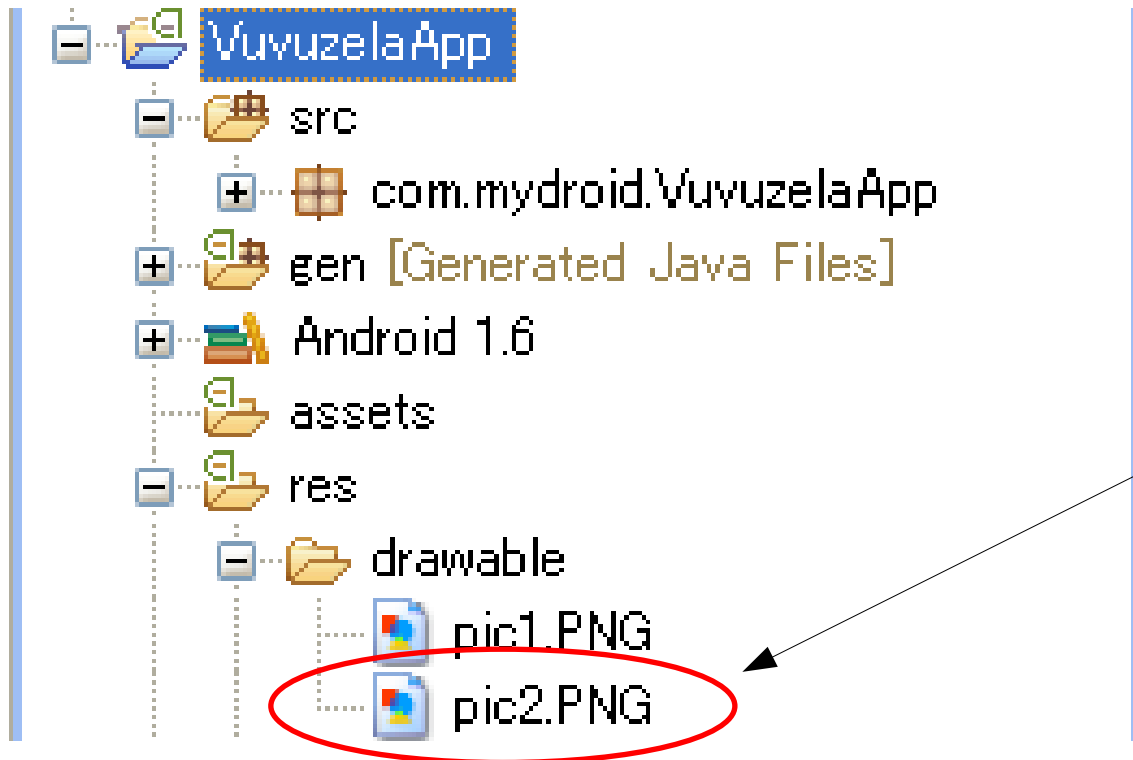 VuvuzelaApp
src
com.mydroid.VuvuzelaApp
gen [Generated Java Files]
Android 1.6
assets
res
drawable
pic1.PNG
pic2.PNG